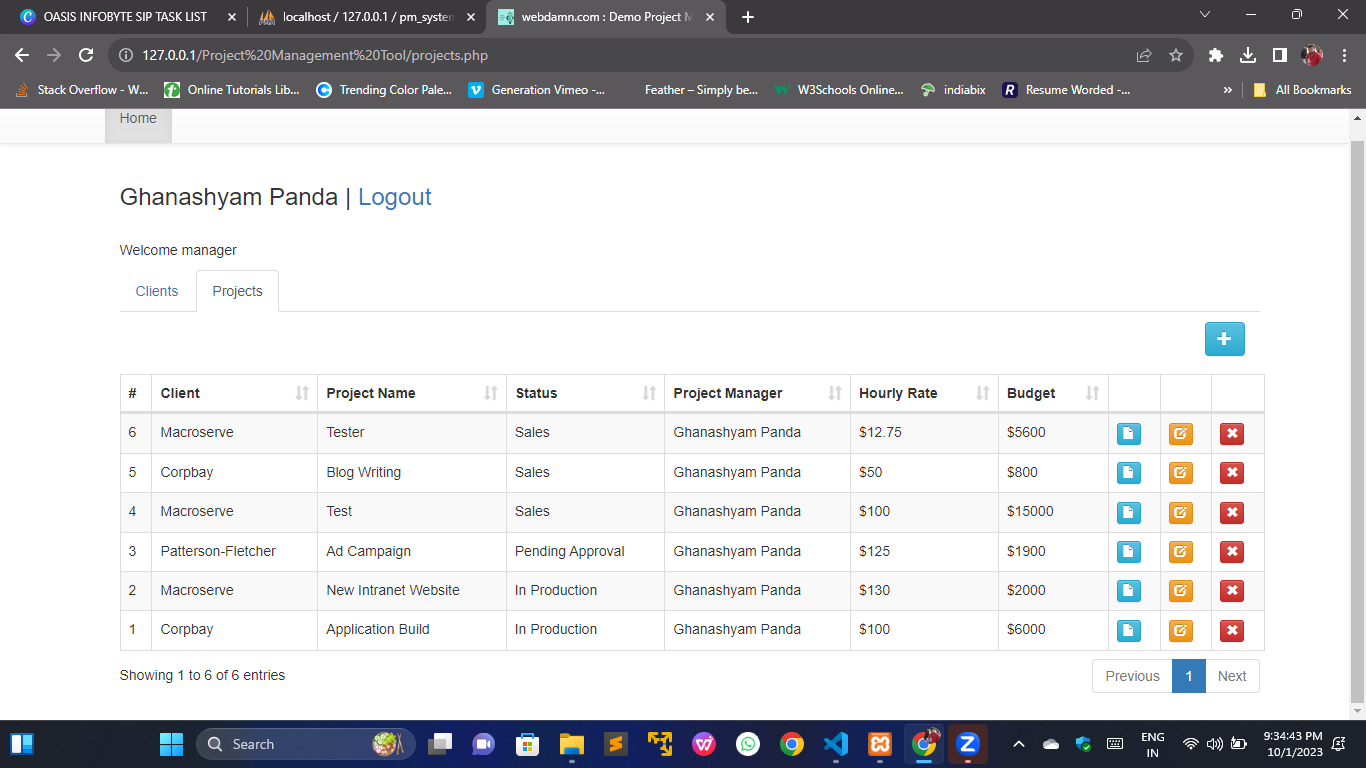 OASIS INFOBYTE SIP TASK LIST
localhost / 127.0.0.1 / pm_system
webdamn.com : Demo Project M
127.0.0.1/Project%20Management%20Tool/projects.php
Stack Overflow - W...
Online Tutorials Lib...
Trending Color Pale...
Generation Vimeo -...
Feather – Simply be...
W3Schools Online...
indiabix
Resume Worded -...
»
All Bookmarks
Home
Ghanashyam Panda | Logout
Welcome manager
Clients Projects
# Client Project Name Status Project Manager Hourly Rate Budget
6 Macroserve Tester Sales Ghanashyam Panda $12.75 $5600
5 Corpbay Blog Writing Sales Ghanashyam Panda $50 $800
4 Macroserve Test Sales Ghanashyam Panda $100 $15000
3 Patterson-Fletcher Ad Campaign Pending Approval Ghanashyam Panda $125 $1900
2 Macroserve New Intranet Website In Production Ghanashyam Panda $130 $2000
1 Corpbay Application Build In Production Ghanashyam Panda $100 $6000
Showing 1 to 6 of 6 entries
Previous 1 Next
Search
ENG
IN
9:34:43 PM
10/1/2023